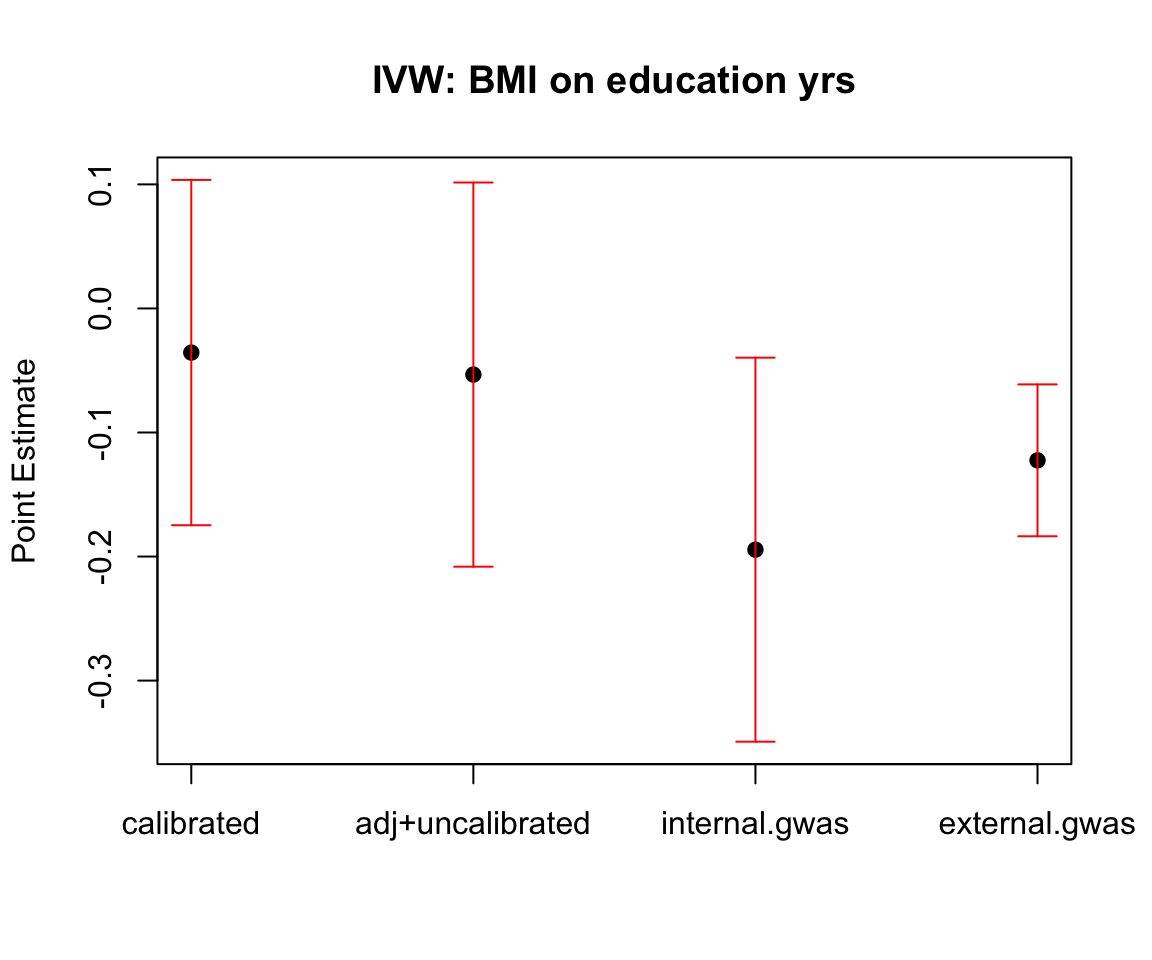 IVW: BMI on education yrs
Point Estimate
0.1
0.0
-0.1
-0.2
-0.3
calibrated adj+uncalibrated internal.gwas external.gwas